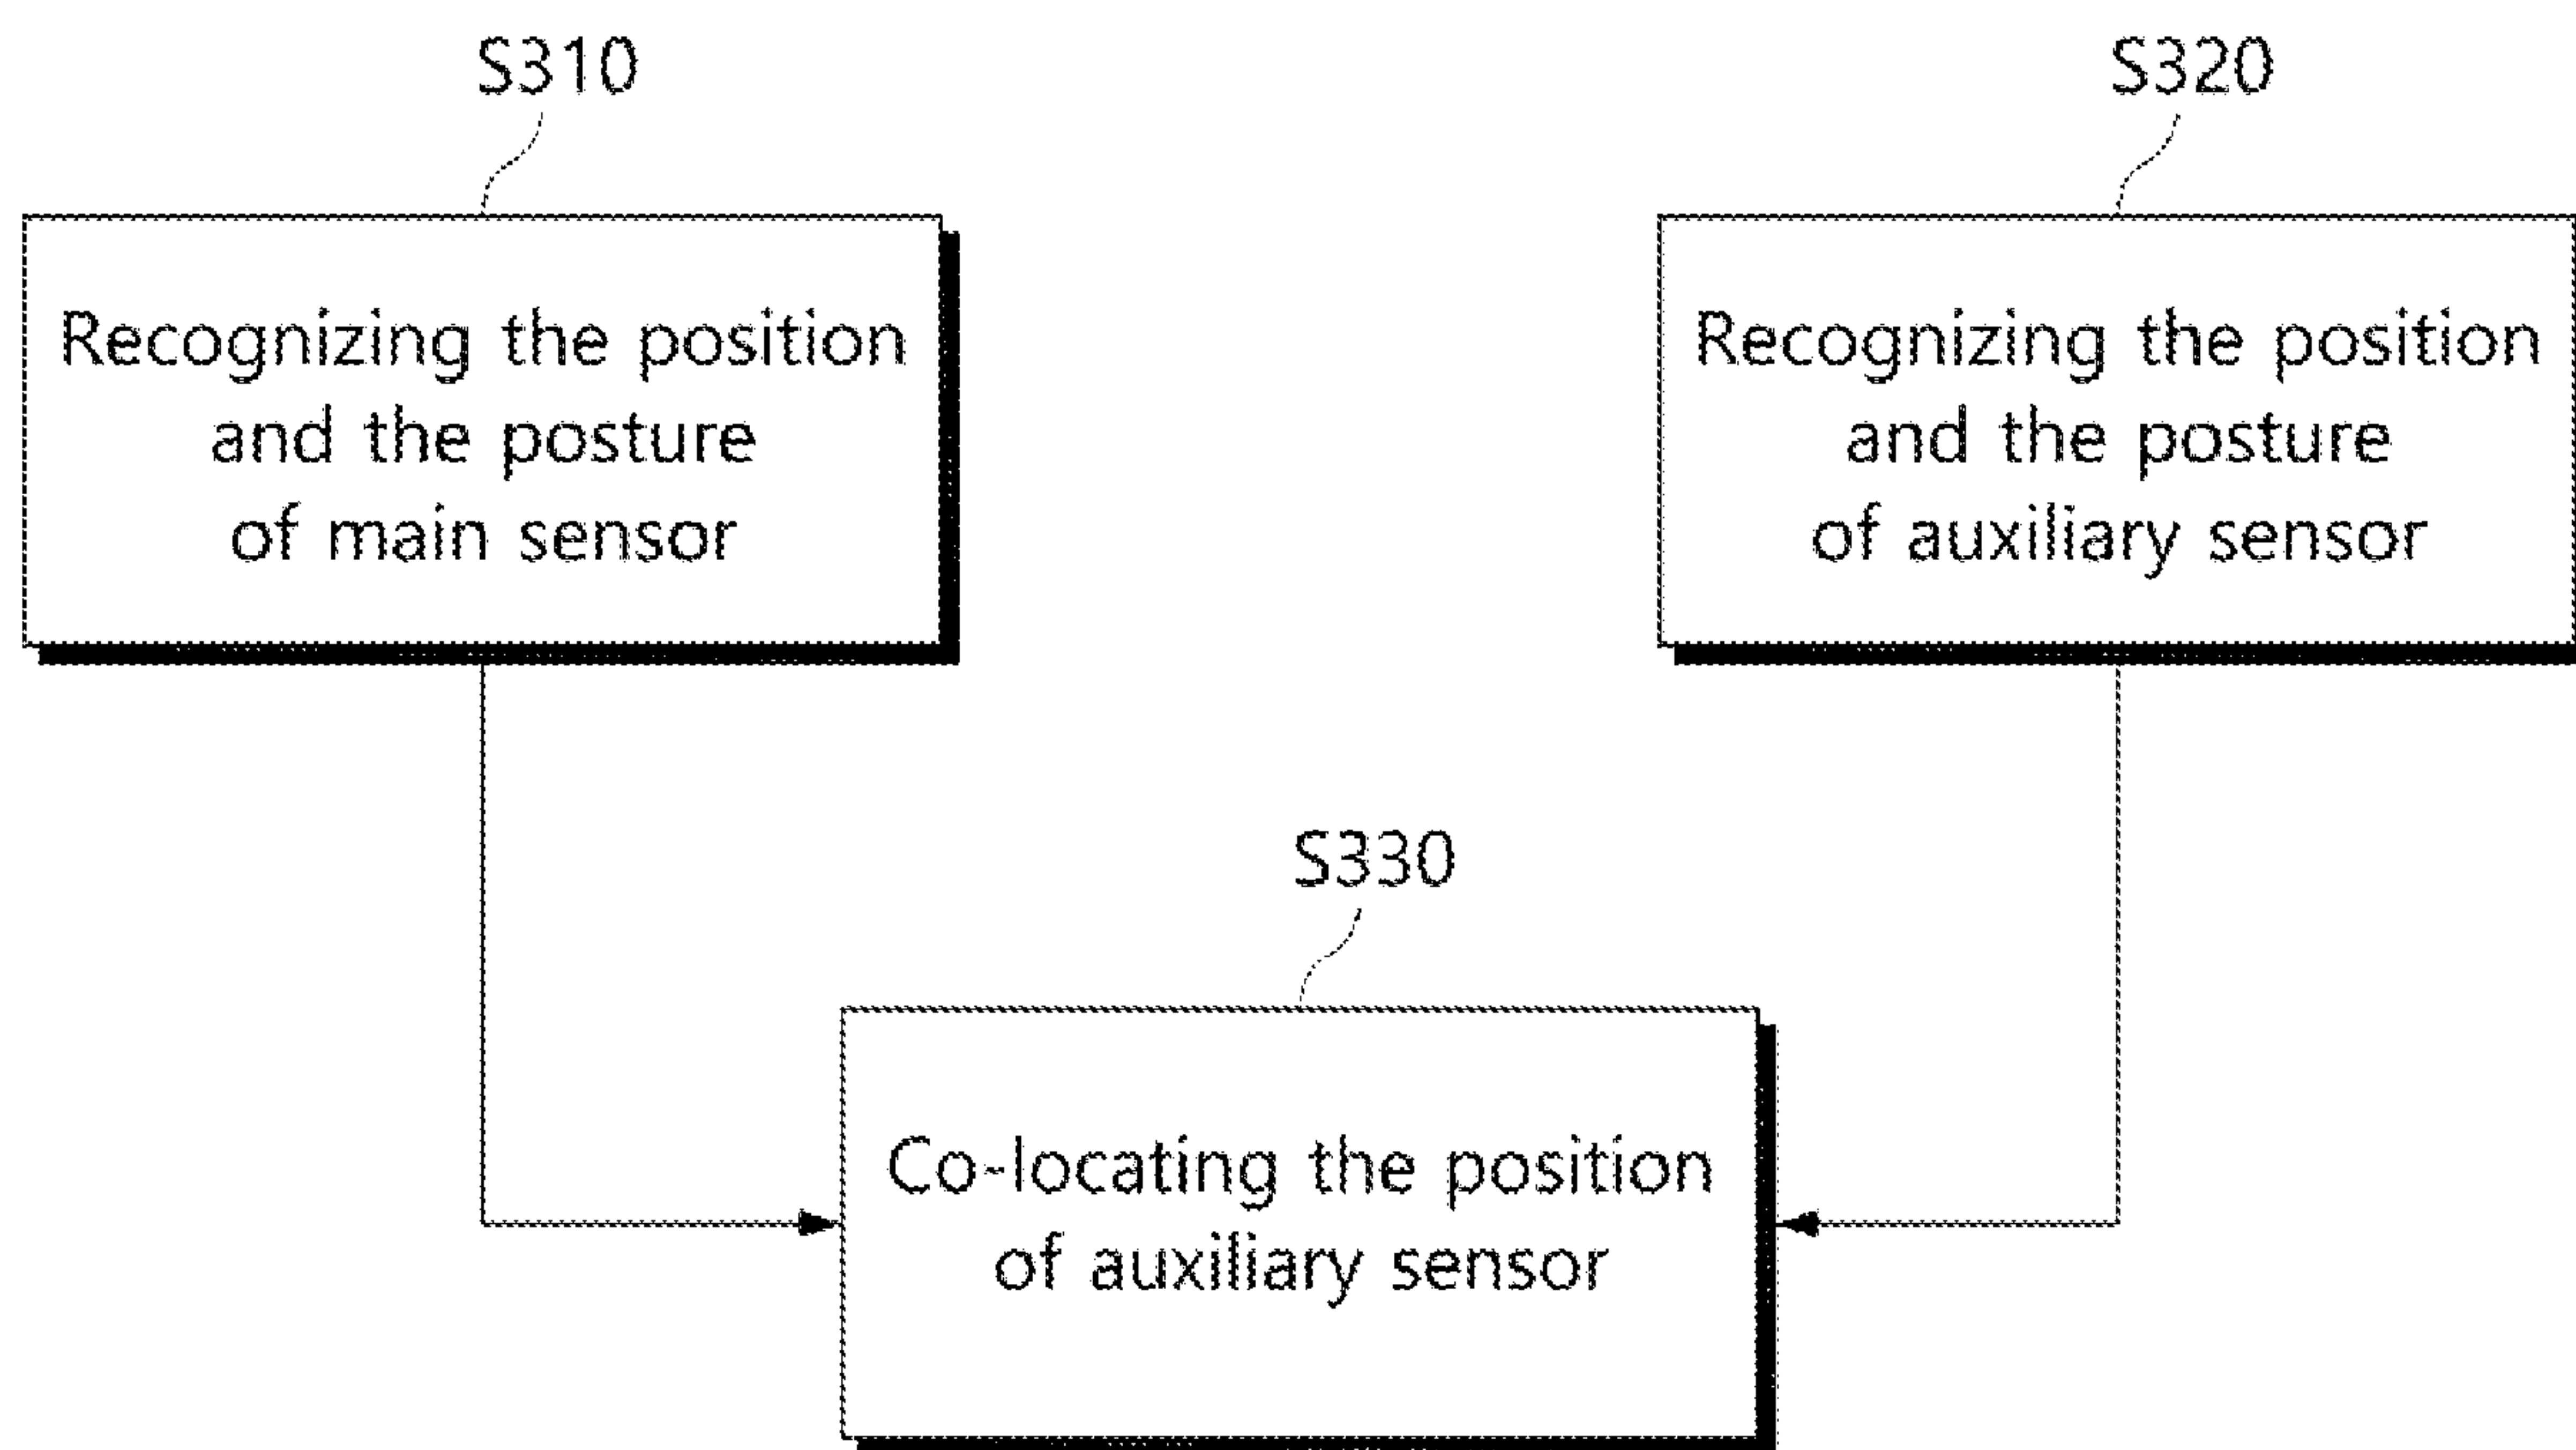 S310
Recognizing the position
and the posture
of main sensor
S320
Recognizing the position
and the posture
of auxiliary sensor
S330
Co-locating the position
of auxiliary sensor